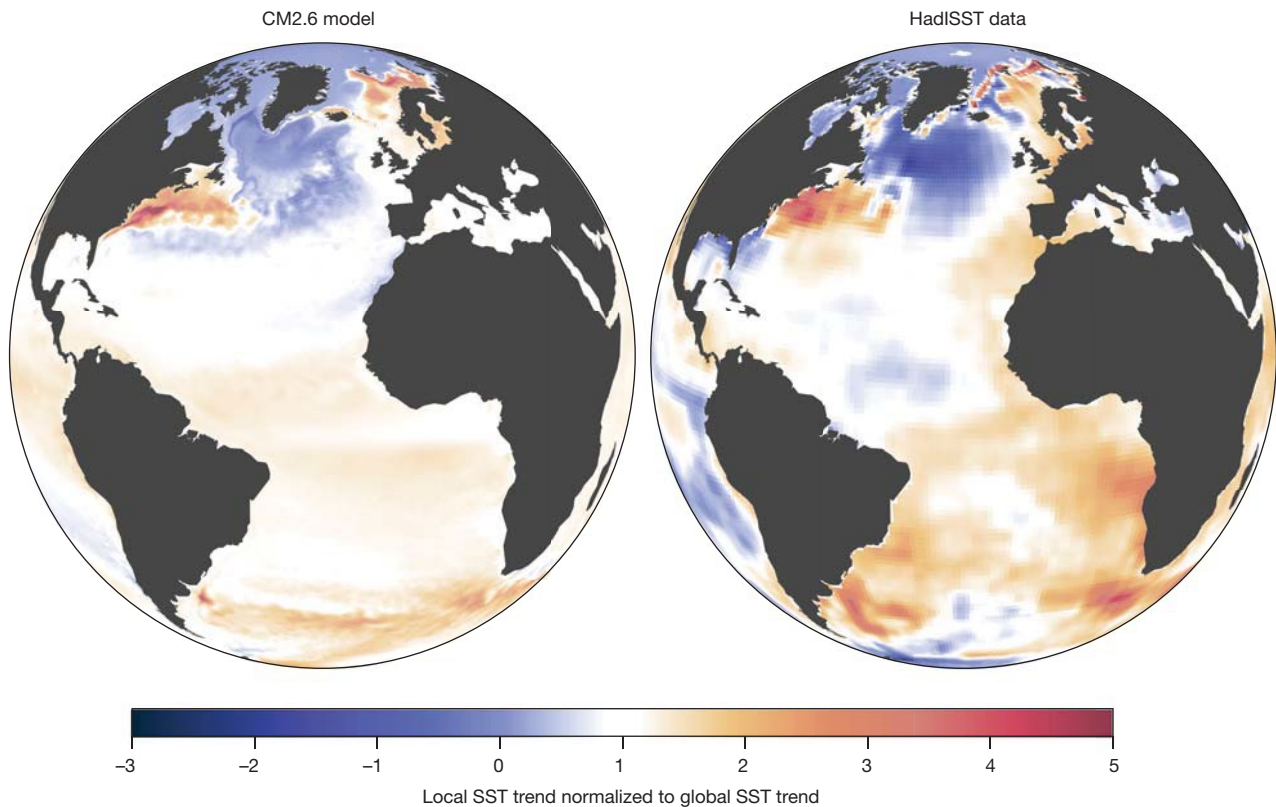 CM2.6 model
HadISST data
–3 –2 –1 0 1 2 3 4 5
Local SST trend normalized to global SST trend